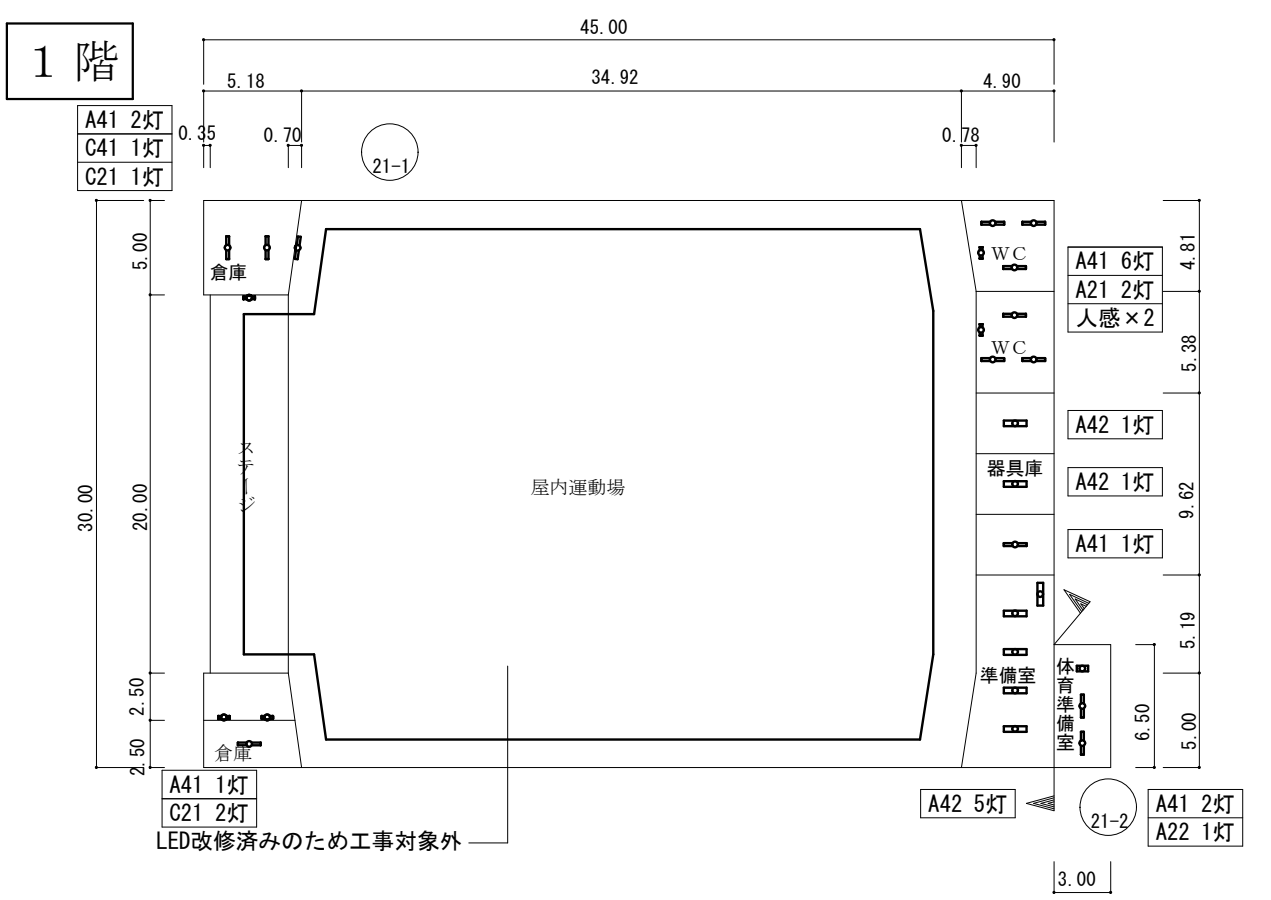 1 階
45.00
5.18
34.92
4.90
A41 2灯
C41 1灯
C21 1灯
0.35
0.70
21-1
0.78
5.00
倉庫
WC
A41 6灯
A21 2灯
人感×2
4.81
WC
5.38
A42 1灯
器具庫
A42 1灯
A41 1灯
9.62
30.00
20.00
ステージ
屋内運動場
5.19
準備室
体育準備室
2.50
2.50
倉庫
6.50
5.00
A41 1灯
C21 2灯
LED改修済みのため工事対象外
A42 5灯
21-2
A41 2灯
A22 1灯
3.00